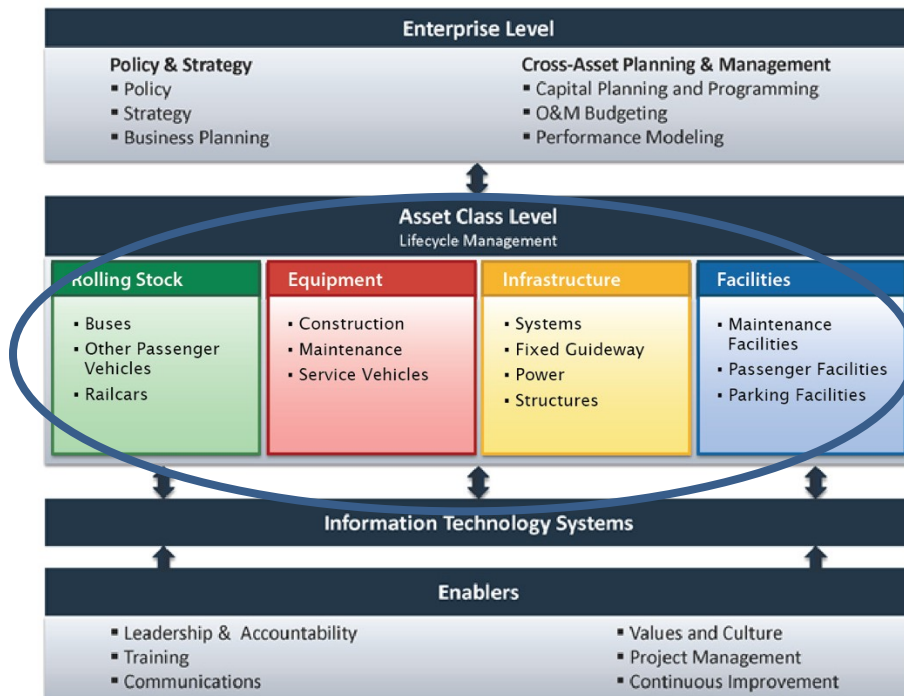 Enterprise Level
Policy & Strategy
▪ Policy
▪ Strategy
▪ Business Planning
Cross-Asset Planning & Management
▪ Capital Planning and Programming
▪ O&M Budgeting
▪ Performance Modeling
Asset Class Level
Lifecycle Management
Rolling Stock
▪ Buses
▪ Other Passenger
Vehicles
▪ Railcars
Equipment
▪ Construction
▪ Maintenance
▪ Service Vehicles
Infrastructure
▪ Systems
▪ Fixed Guideway
▪ Power
▪ Structures
Facilities
▪ Maintenance
Facilities
▪ Passenger Facilities
▪ Parking Facilities
Information Technology Systems
Enablers
▪ Leadership & Accountability
▪ Training
▪ Communications
▪ Values and Culture
▪ Project Management
▪ Continuous Improvement